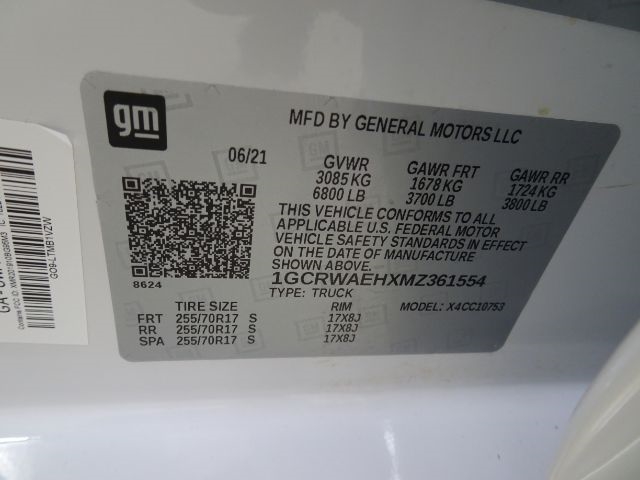 gm
MFD BY GENERAL MOTORS LLC
06/21 GVWR GAWR FRT GAWR RR
3085 KG 1678 KG 1724 KG
6800 LB 3700 LB 3800 LB
THIS VEHICLE CONFORMS TO ALL
APPLICABLE U.S. FEDERAL MOTOR
VEHICLE SAFETY STANDARDS IN EFFECT
ON THE DATE OF MANUFACTURE
8624 1GCRWAEHXMZ361554
TYPE: TRUCK MODEL: X4CC10753
TIRE SIZE RIM
FRT 255/70R17 S 17X8J
RR 255/70R17 S 17X8J
SPA 255/70R17 S 17X8J